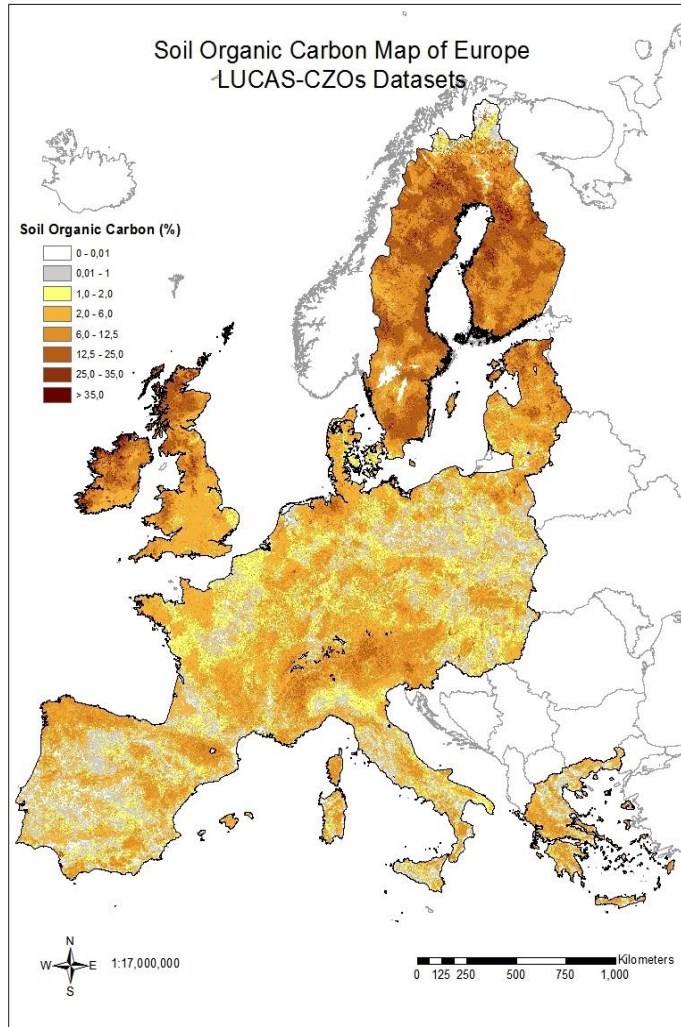 Soil Organic Carbon Map of Europe
LUCAS-CZOs Datasets
Soil Organic Carbon (%)
0 - 0,01
0,01 - 1
1,0 - 2,0
2,0 - 6,0
6,0 - 12,5
12,5 - 25,0
25,0 - 35,0
> 35,0
N
W E
S
1:17,000,000
Kilometers
0 125 250 500 750 1,000